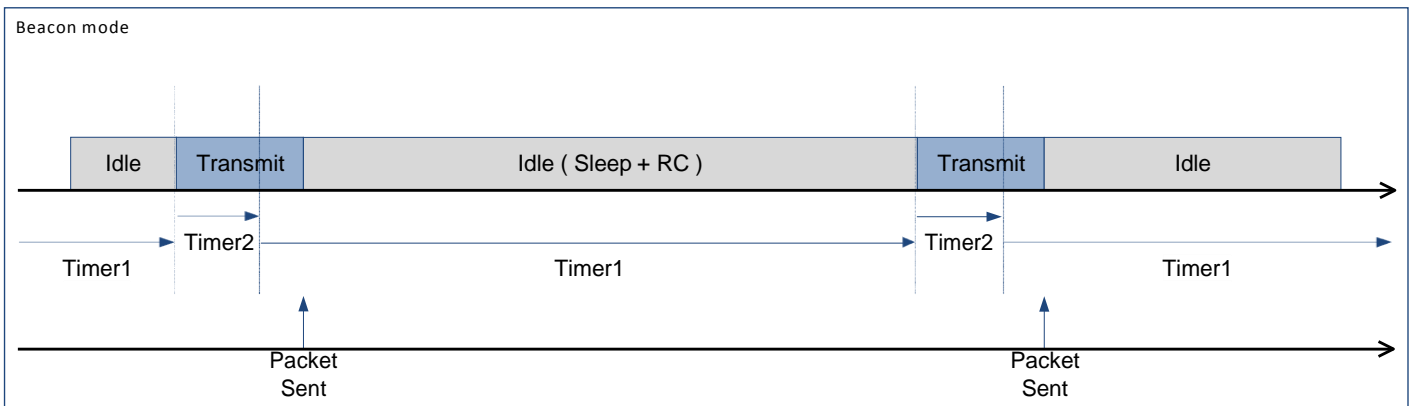 Beacon mode
Idle
Transmit
Idle ( Sleep + RC )
Transmit
Idle
Timer2
Timer2
Timer1
Timer1
Timer1
Packet
Sent
Packet
Sent